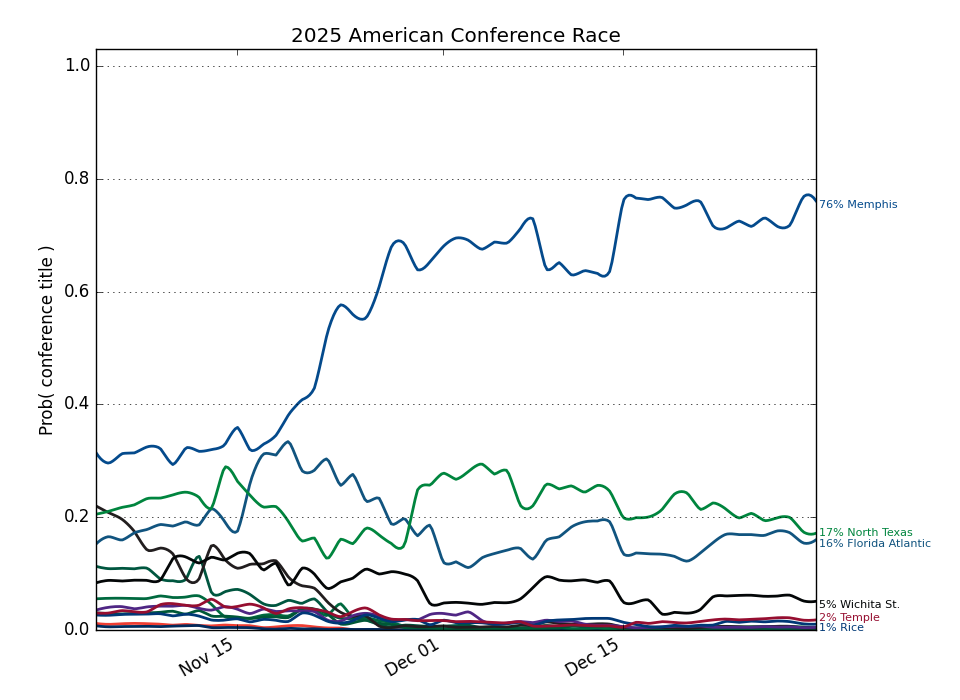 2025 American Conference Race
Prob( conference title )
1.0
0.8
0.6
0.4
0.2
0.0
Nov 15
Dec 01
Dec 15
76% Memphis
17% North Texas
16% Florida Atlantic
5% Wichita St.
2% Temple
1% Rice